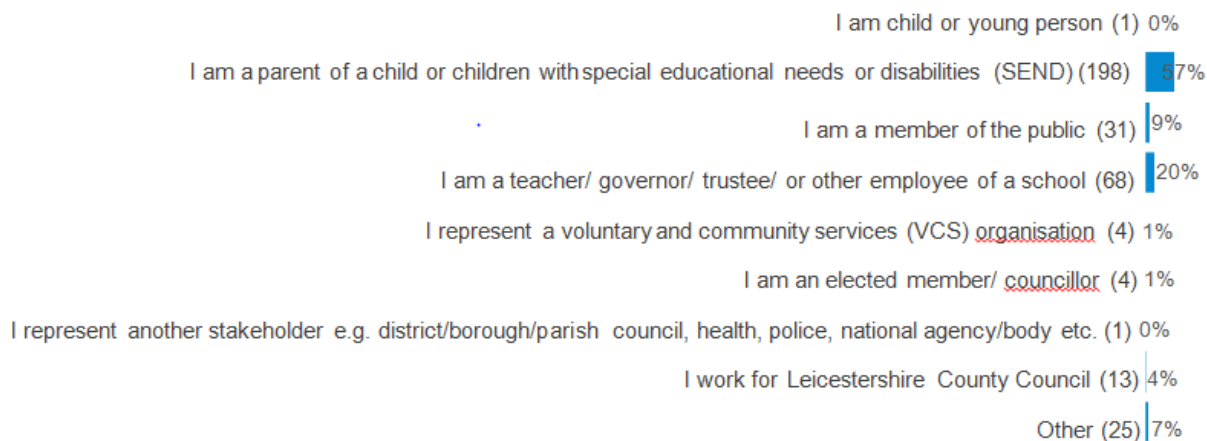 I am child or young person (1) 0%
I am a parent of a child or children with special educational needs or disabilities (SEND) (198) 57%
I am a member of the public (31) 9%
I am a teacher/ governor/ trustee/ or other employee of a school (68) 20%
I represent a voluntary and community services (VCS) organisation (4) 1%
I am an elected member/ councillor (4) 1%
I represent another stakeholder e.g. district/borough/parish council, health, police, national agency/body etc. (1) 0%
I work for Leicestershire County Council (13) 4%
Other (25) 7%